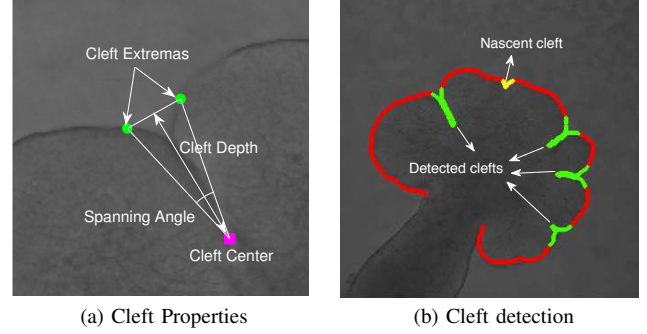 Cleft Extremas
Cleft Depth
Spanning Angle
Cleft Center
(a) Cleft Properties
Nascent cleft
Detected clefts
(b) Cleft detection